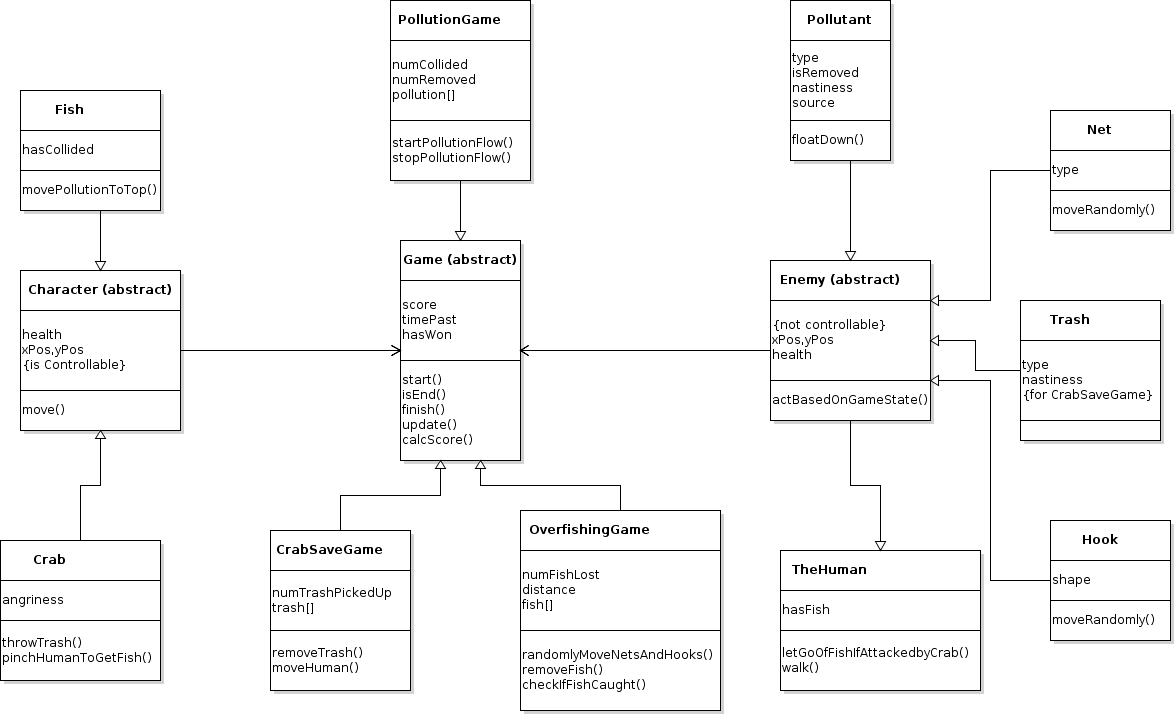 PollutionGame
numCollided
numRemoved
pollution[]
startPollutionFlow()
stopPollutionFlow()
Pollutant
type
isRemoved
nastiness
source
floatDown()
Fish
hasCollided
movePollutionToTop()
Net
type
moveRandomly()
Character (abstract)
health
xPos,yPos
{is Controllable}
move()
Game (abstract)
score
timePast
hasWon
start()
isEnd()
finish()
update()
calcScore()
Enemy (abstract)
{not controllable}
xPos,yPos
health
actBasedOnGameState()
Trash
type
nastiness
{for CrabSaveGame}
Crab
angriness
throwTrash()
pinchHumanToGetFish()
CrabSaveGame
numTrashPickedUp
trash[]
removeTrash()
moveHuman()
OverfishingGame
numFishLost
distance
fish[]
randomlyMoveNetsAndHooks()
removeFish()
checkIfFishCaught()
TheHuman
hasFish
letGoOfFishIfAttackedbyCrab()
walk()
Hook
shape
moveRandomly()